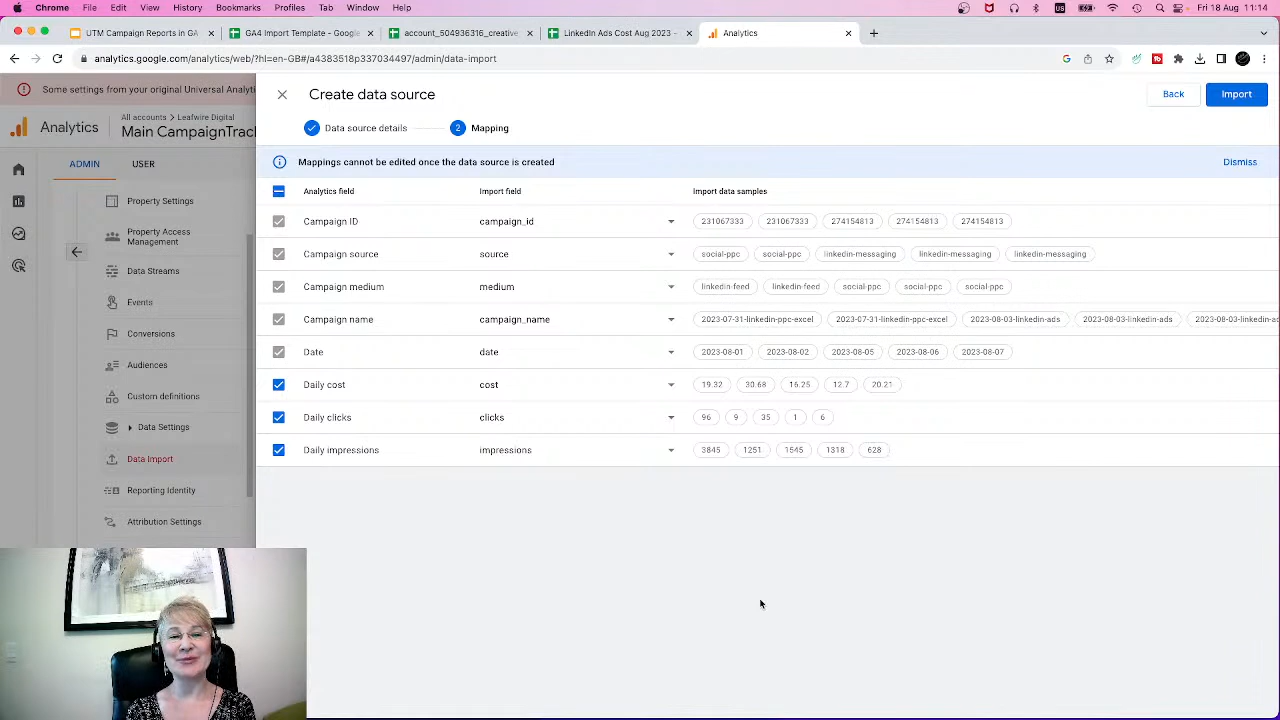 Chrome File Edit View History Bookmarks Profiles Tab Window Help US Fri 18 Aug 11:14
UTM Campaign Reports in GA × GA4 Import Template - Google × account_504936316_creative × LinkedIn Ads Cost Aug 2023 - × Analytics × +
analytics.google.com/analytics/web/?hl=en-GB#/a4383518p337034497/admin/data-import
Some settings from your original Universal Analyti
Create data source
Back
Import
All accounts > Leafwire Digital
Analytics
Main CampaignTrack
Data source details
2 Mapping
ADMIN
USER
Mappings cannot be edited once the data source is created
Dismiss
Property Settings
Property Access
Management
Data Streams
Events
Conversions
Audiences
Custom definitions
Data Settings
Data Import
Reporting Identity
Attribution Settings
Analytics field Import field Import data samples
Campaign ID campaign_id 231067333 231067333 274154813 274154813 274154813
Campaign source source social-ppc social-ppc linkedin-messaging linkedin-messaging linkedin-messaging
Campaign medium medium linkedin-feed linkedin-feed social-ppc social-ppc social-ppc
Campaign name campaign_name 2023-07-31-linkedin-ppc-excel 2023-07-31-linkedin-ppc-excel 2023-08-03-linkedin-ads 2023-08-03-linkedin-ads 2023-08-03-linkedin-ads
Date date 2023-08-01 2023-08-02 2023-08-05 2023-08-06 2023-08-07
Daily cost cost 19.32 30.68 16.25 12.7 20.21
Daily clicks clicks 96 9 35 1 6
Daily impressions impressions 3845 1251 1545 1318 628